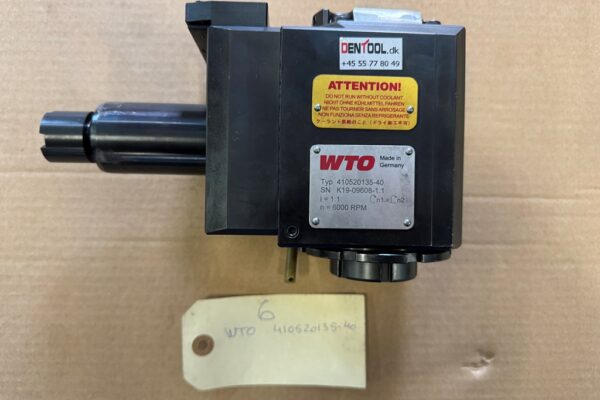 DENTOOL.dk
+45 55 77 80 49
ATTENTION!
DO NOT RUN WITHOUT COOLANT
NICHT OHNE KÜHLMITTEL FAHREN
NE PAS TOURNER SANS ARROSAGE
NON FUNZIONA SENZA REFRIGERANTE
WTO
Made in
Germany
Typ 410520135-40
SN K19-09608-1.1
i = 1:1
n = 6000 RPM
6
WTO 410520135-40